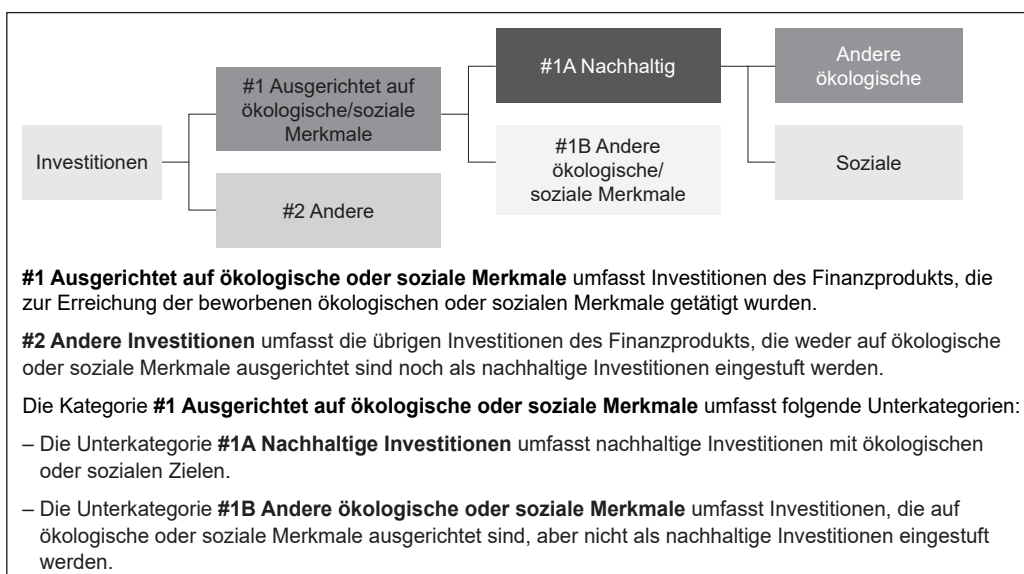 Investitionen
#1 Ausgerichtet auf
ökologische/soziale
Merkmale
#2 Andere
#1A Nachhaltig
#1B Andere
ökologische/
soziale Merkmale
Andere
ökologische
Soziale
#1 Ausgerichtet auf ökologische oder soziale Merkmale umfasst Investitionen des Finanzprodukts, die
zur Erreichung der beworbenen ökologischen oder sozialen Merkmale getätigt wurden.
#2 Andere Investitionen umfasst die übrigen Investitionen des Finanzprodukts, die weder auf ökologische
oder soziale Merkmale ausgerichtet sind noch als nachhaltige Investitionen eingestuft werden.
Die Kategorie #1 Ausgerichtet auf ökologische oder soziale Merkmale umfasst folgende Unterkategorien:
– Die Unterkategorie #1A Nachhaltige Investitionen umfasst nachhaltige Investitionen mit ökologischen
oder sozialen Zielen.
– Die Unterkategorie #1B Andere ökologische oder soziale Merkmale umfasst Investitionen, die auf
ökologische oder soziale Merkmale ausgerichtet sind, aber nicht als nachhaltige Investitionen eingestuft
werden.